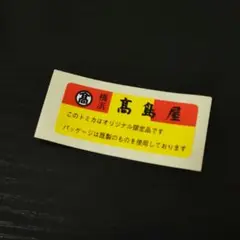 髙 横浜 髙島屋
このトミカはオリジナル限定品です
パッケージは既製のものを使用しております